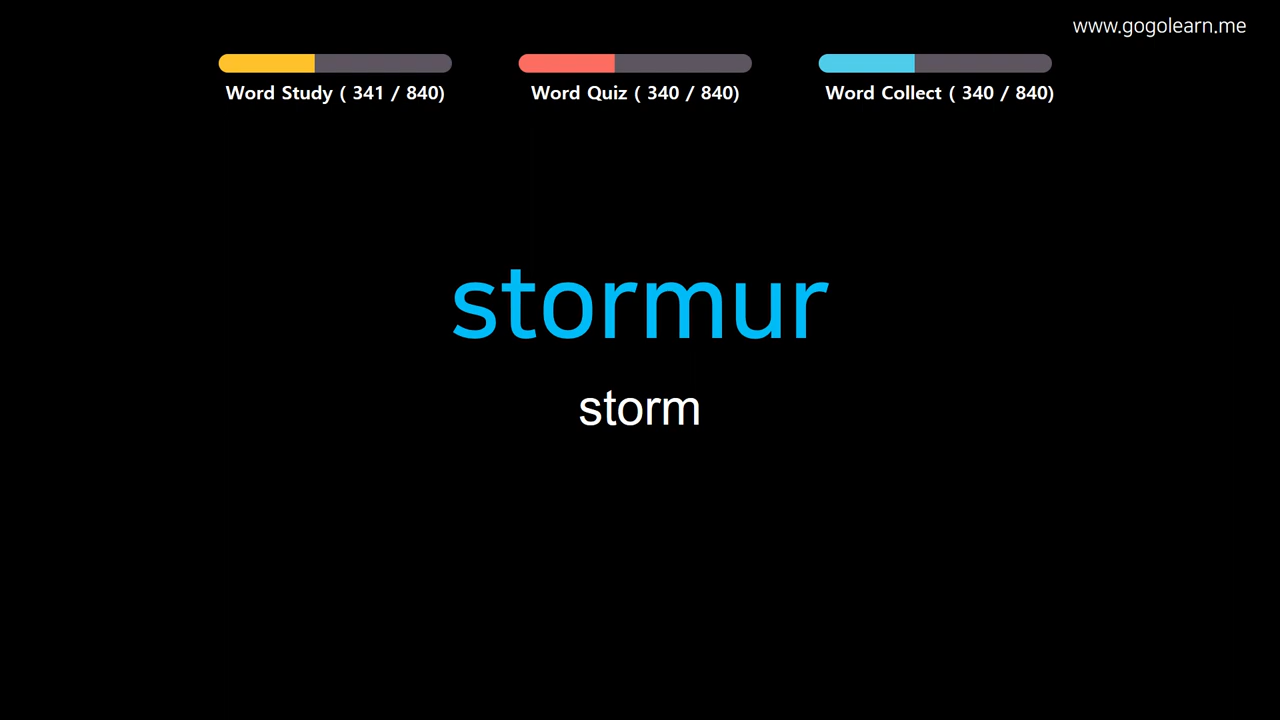 www.gogolearn.me
Word Study ( 341 / 840)
Word Quiz ( 340 / 840)
Word Collect ( 340 / 840)
stormur
storm